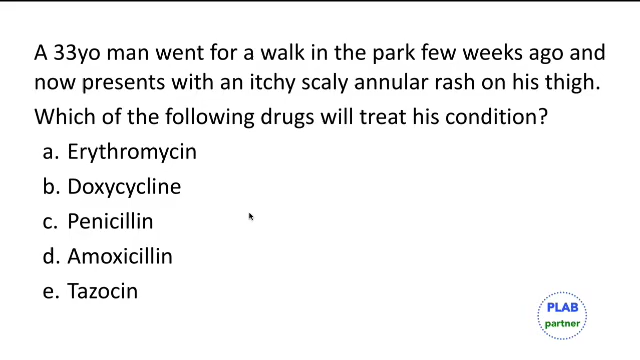 A 33yo man went for a walk in the park few weeks ago and
now presents with an itchy scaly annular rash on his thigh.
Which of the following drugs will treat his condition?
a. Erythromycin
b. Doxycycline
c. Penicillin
d. Amoxicillin
e. Tazocin
PLAB
partner